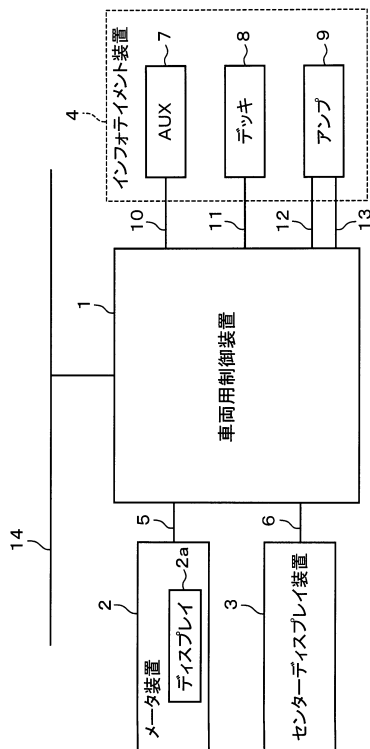 14
1
車両用制御装置
2
メータ装置
2a
ディスプレイ
5
3
センターディスプレイ装置
6
4
インフォテイメント装置
7
AUX
10
8
デッキ
11
9
アンプ
12
13